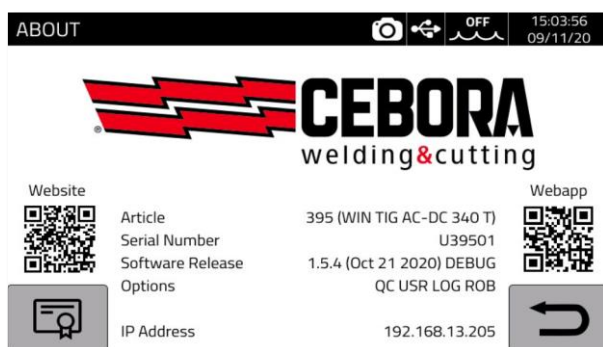 ABOUT
OFF
15:03:56
09/11/20
®
CEBORA
welding&cutting
Website
Webapp
Article 395 (WIN TIG AC-DC 340 T)
Serial Number U39501
Software Release 1.5.4 (Oct 21 2020) DEBUG
Options QC USR LOG ROB
IP Address 192.168.13.205